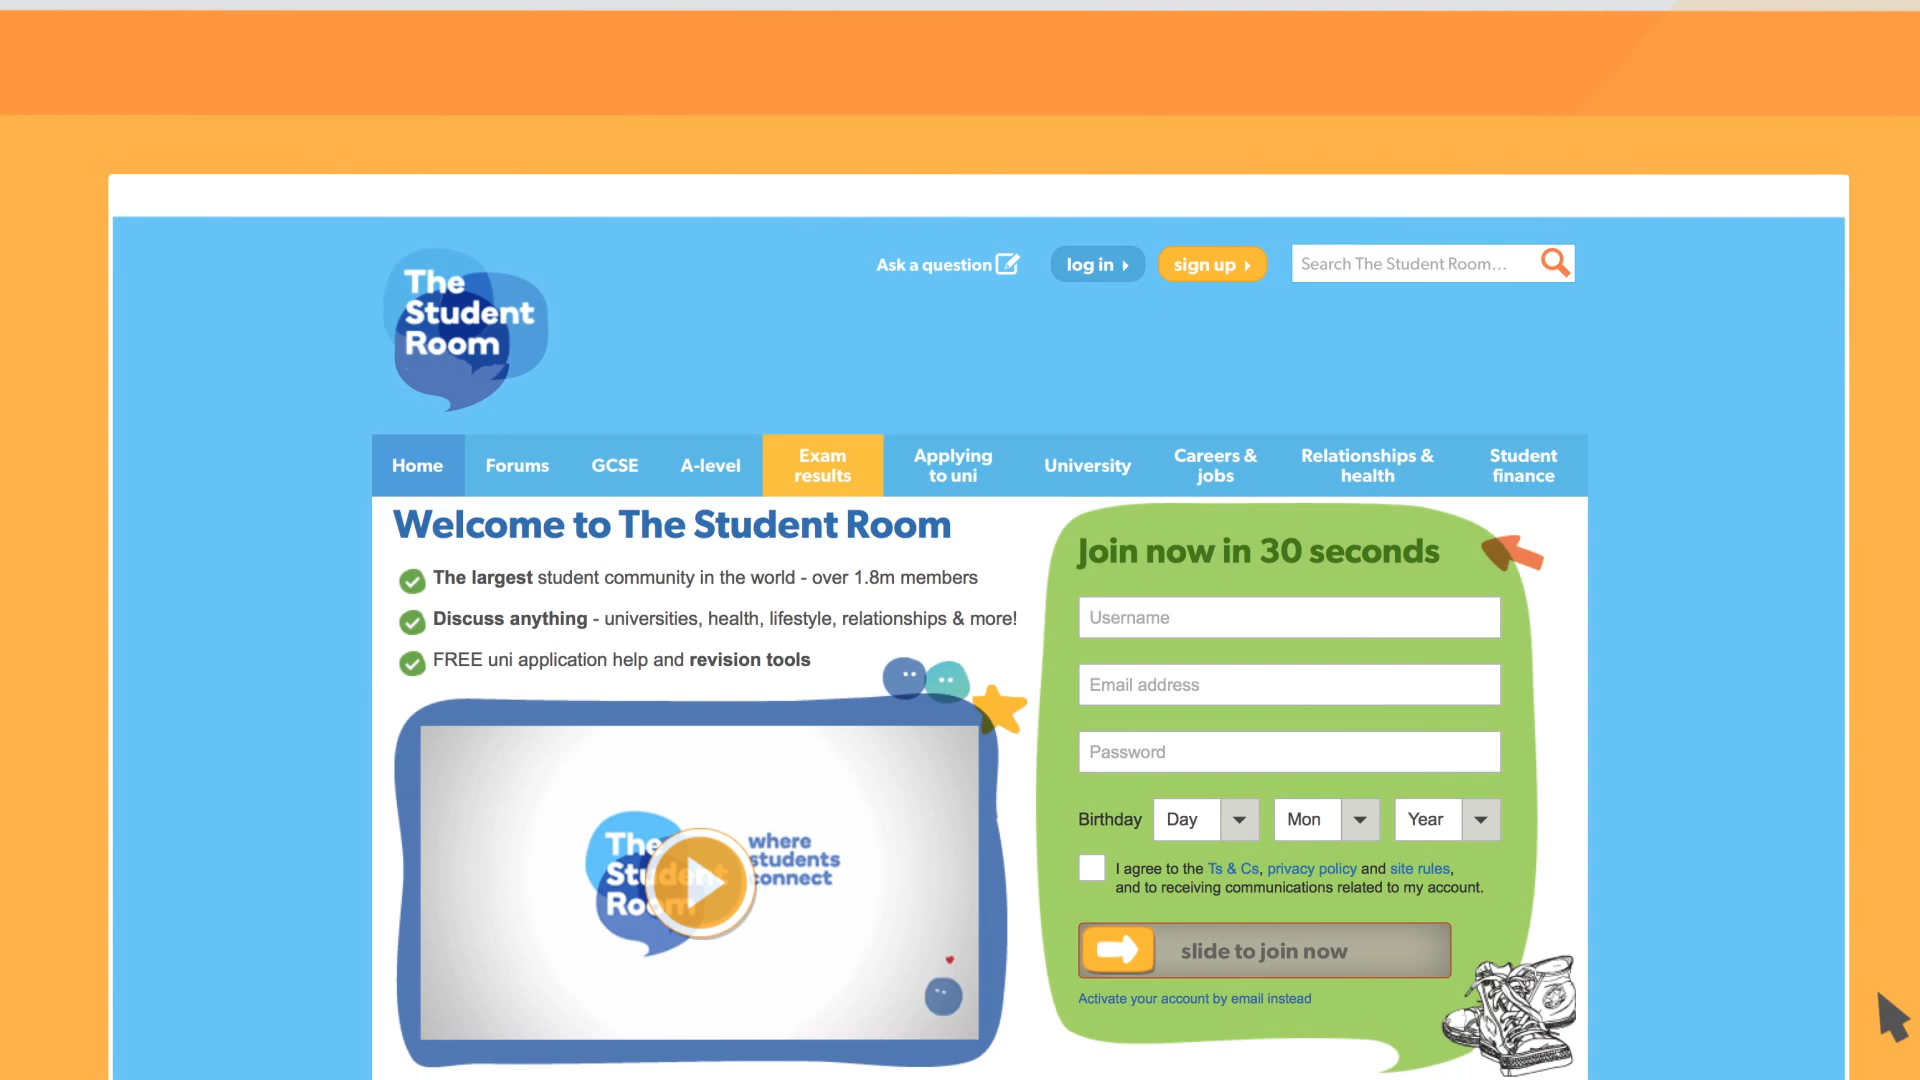 The
Student
Room
Ask a question
log in
sign up
Search The Student Room...
Home
Forums
GCSE
A-level
Exam
results
Applying
to uni
University
Careers &
jobs
Relationships &
health
Student
finance
Welcome to The Student Room
The largest student community in the world - over 1.8m members
Discuss anything - universities, health, lifestyle, relationships & more!
FREE uni application help and revision tools
The
Student
Room
where
students
connect
Join now in 30 seconds
Username
Email address
Password
Birthday Day Mon Year
I agree to the Ts & Cs, privacy policy and site rules,
and to receiving communications related to my account.
slide to join now
Activate your account by email instead